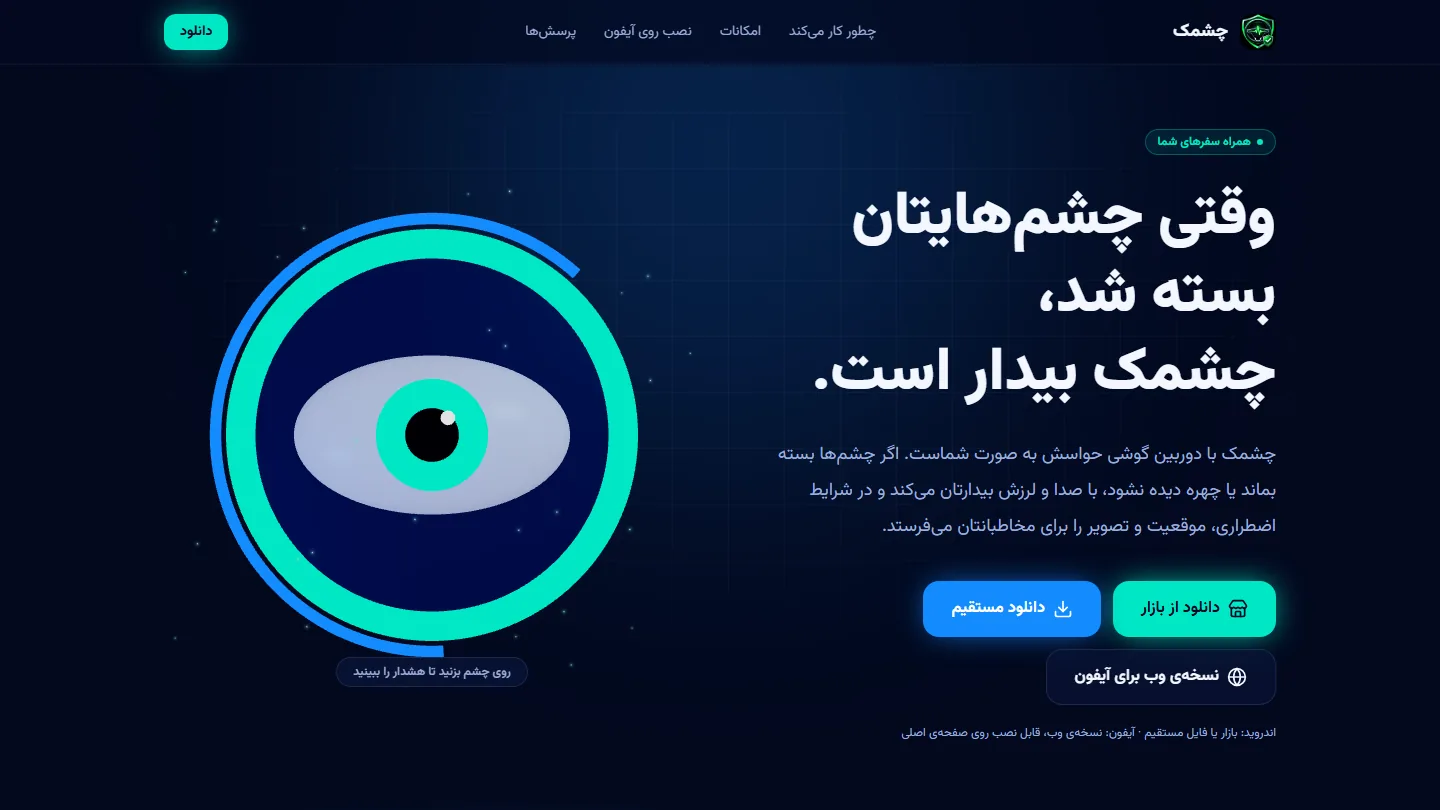 چشمک
چطور کار می‌کند
امکانات
نصب روی آیفون
پرسش‌ها
دانلود
همراه سفرهای شما
وقتی چشم‌هایتان
بسته شد،
چشمک بیدار است.
چشمک با دوربین گوشی حواسش به صورت شماست. اگر چشم‌ها بسته
بماند یا چهره دیده نشود، با صدا و لرزش بیدارتان می‌کند و در شرایط
اضطراری، موقعیت و تصویر را برای مخاطبانتان می‌فرستد.
دانلود از بازار
دانلود مستقیم
نسخه‌ی وب برای آیفون
اندروید: بازار یا فایل مستقیم · آیفون: نسخه‌ی وب، قابل نصب روی صفحه‌ی اصلی
روی چشم بزنید تا هشدار را ببینید